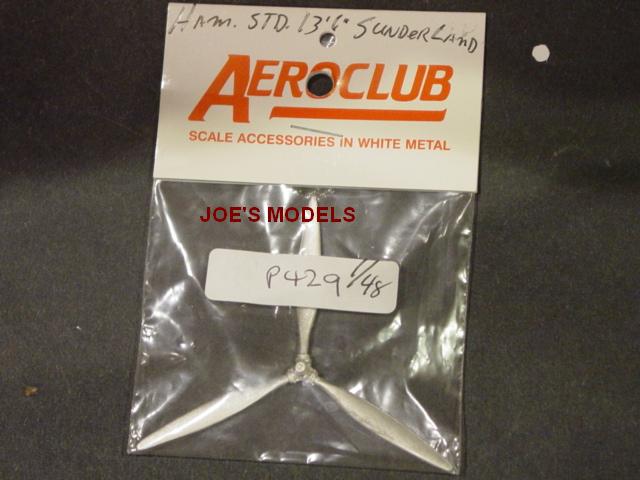 HAM. STD. 13'6" SUNDERLAND
AEROCLUB
SCALE ACCESSORIES IN WHITE METAL
JOE'S MODELS
P429 1/48